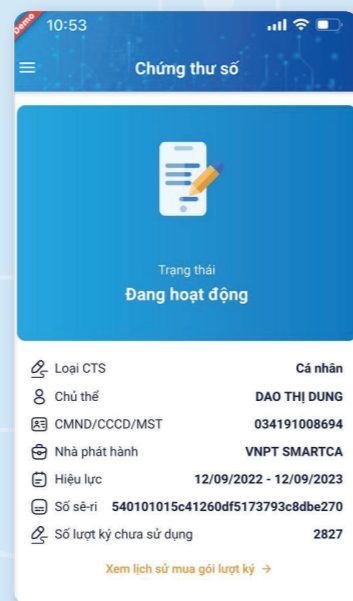 Demo
10:53
Chứng thư số
Trạng thái
Đang hoạt động
Loại CTS Cá nhân
Chủ thể DAO THỊ DUNG
CMND/CCCD/MST 034191008694
Nhà phát hành VNPT SMARTCA
Hiệu lực 12/09/2022 - 12/09/2023
Số sê-ri 540101015c41260df5173793c8dbe270
Số lượt ký chưa sử dụng 2827
Xem lịch sử mua gói lượt ký →